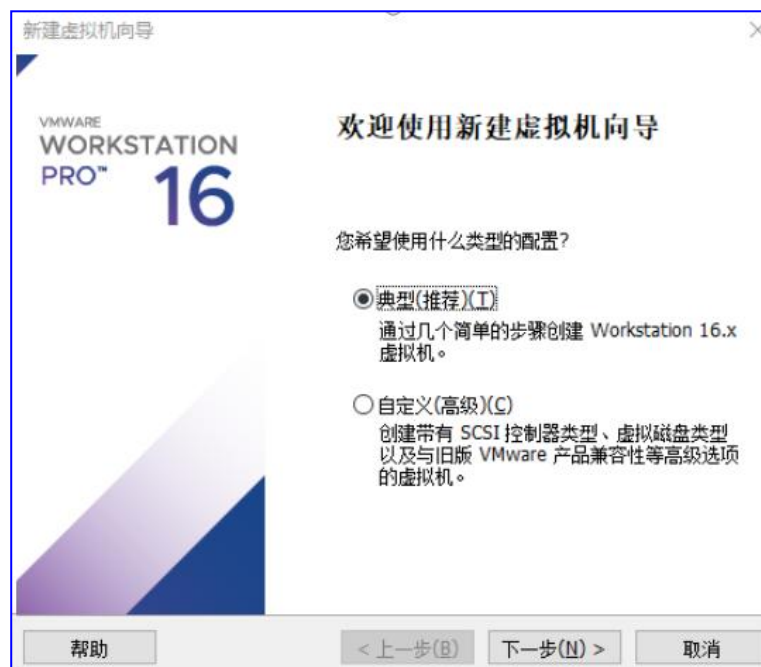 新建虚拟机向导
VMWARE
WORKSTATION
PRO™ 16
欢迎使用新建虚拟机向导
您希望使用什么类型的配置?
典型(推荐)(T)
通过几个简单的步骤创建 Workstation 16.x
虚拟机。
自定义(高级)(C)
创建带有 SCSI 控制器类型、虚拟磁盘类型
以及与旧版 VMware 产品兼容性等高级选项
的虚拟机。
帮助
< 上一步(B)
下一步(N) >
取消